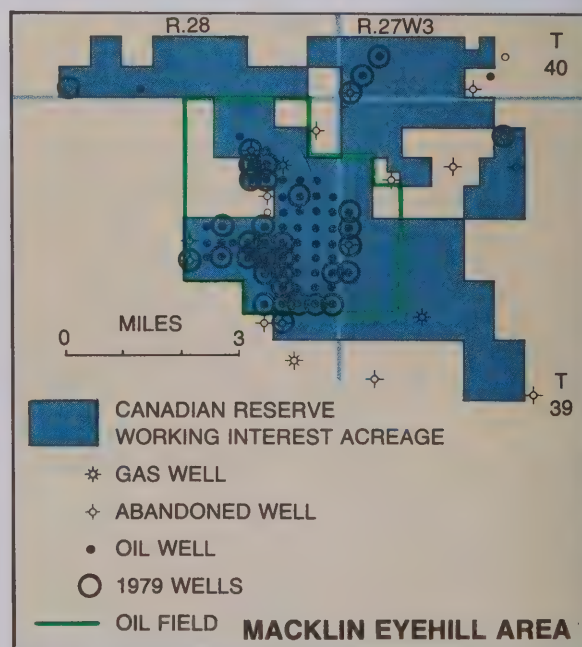 R.28 R.27W3
T
40
0 MILES 3
T
39
CANADIAN RESERVE
WORKING INTEREST ACREAGE
GAS WELL
ABANDONED WELL
OIL WELL
1979 WELLS
OIL FIELD
MACKLIN EYEHILL AREA